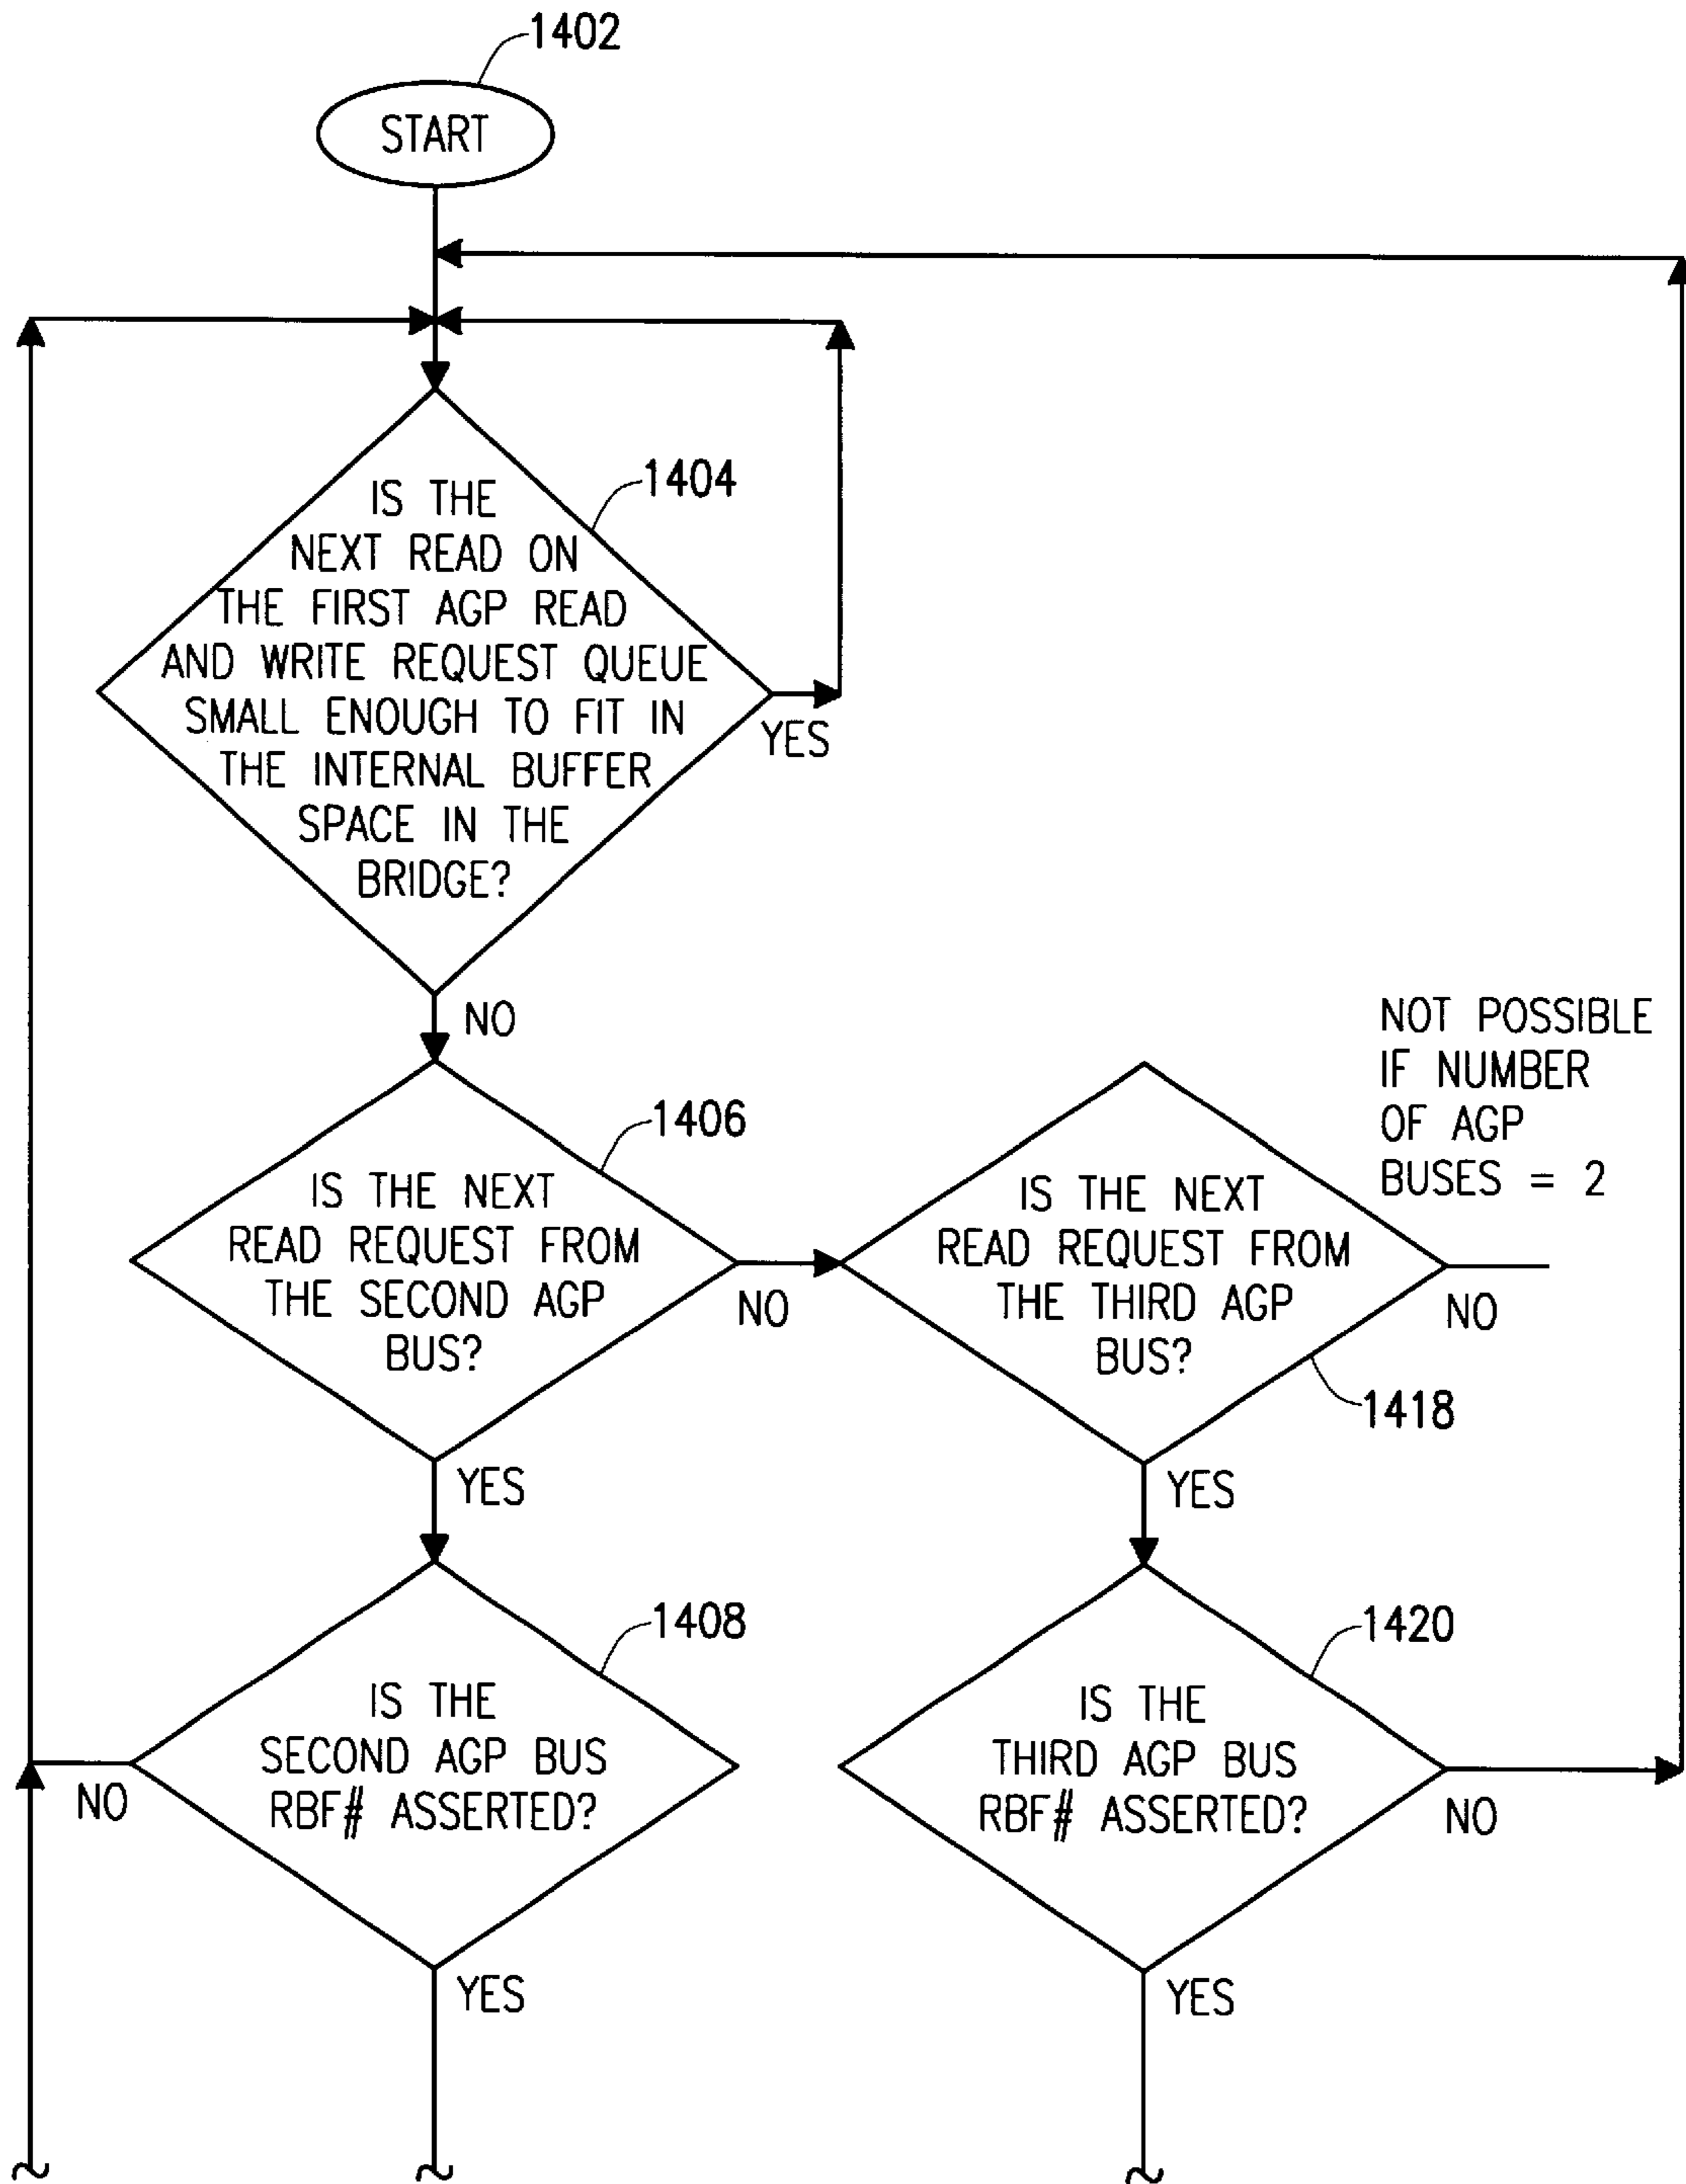 1402
START
1404
IS THE
NEXT READ ON
THE FIRST AGP READ
AND WRITE REQUEST QUEUE
SMALL ENOUGH TO FIT IN
THE INTERNAL BUFFER
SPACE IN THE
BRIDGE?
YES
NO
NOT POSSIBLE
IF NUMBER
OF AGP
BUSES = 2
1406
IS THE NEXT
READ REQUEST FROM
THE SECOND AGP
BUS?
NO
YES
IS THE NEXT
READ REQUEST FROM
THE THIRD AGP
BUS?
NO
1418
YES
1408
IS THE
SECOND AGP BUS
RBF# ASSERTED?
NO
YES
1420
IS THE
THIRD AGP BUS
RBF# ASSERTED?
NO
YES